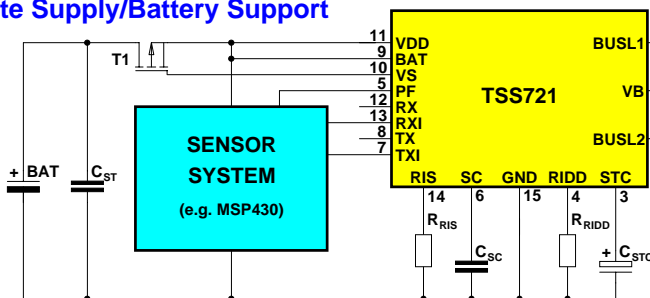 te Supply/Battery Support
T1
11 VDD
9 BAT
10 VS
5 PF
12 RX
13 RXI
8 TX
7 TXI
BUSL1
VB
BUSL2
TSS721
RIS SC GND RIDD STC
14 6 15 4 3
+ BAT
CST
SENSOR
SYSTEM
(e.g. MSP430)
RRIS
CSC
RRIDD
+ CSTC